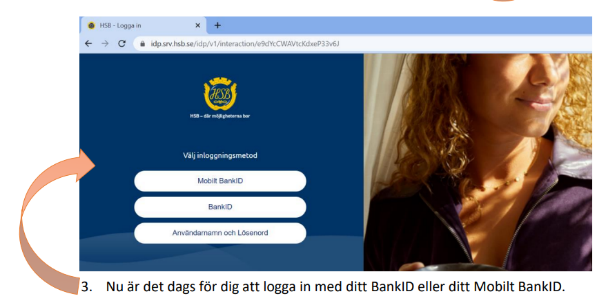 HSB – Logga in
idp.srv.hsb.se/idp/v1/interaction/e9dYcCWAVtcKdxeP33v6J
HSB
HSB – där möjligheterna bor
Välj inloggningsmetod
Mobilt BankID
BankID
Användarnamn och Lösenord
3. Nu är det dags för dig att logga in med ditt BankID eller ditt Mobilt BankID.